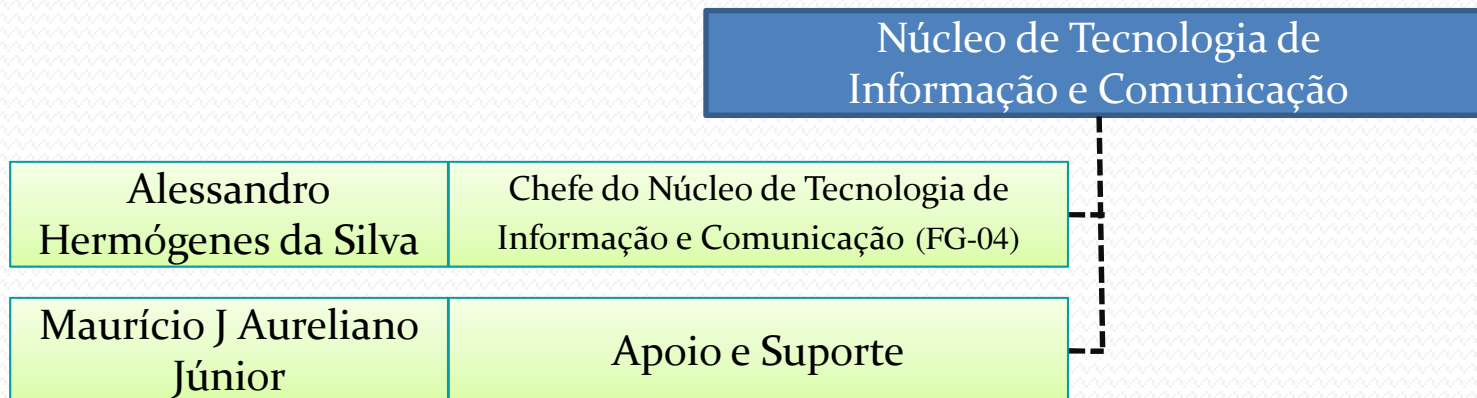 Núcleo de Tecnologia de
Informação e Comunicação
Alessandro
Hermógenes da Silva
Chefe do Núcleo de Tecnologia de
Informação e Comunicação (FG-04)
Maurício J Aureliano
Júnior
Apoio e Suporte